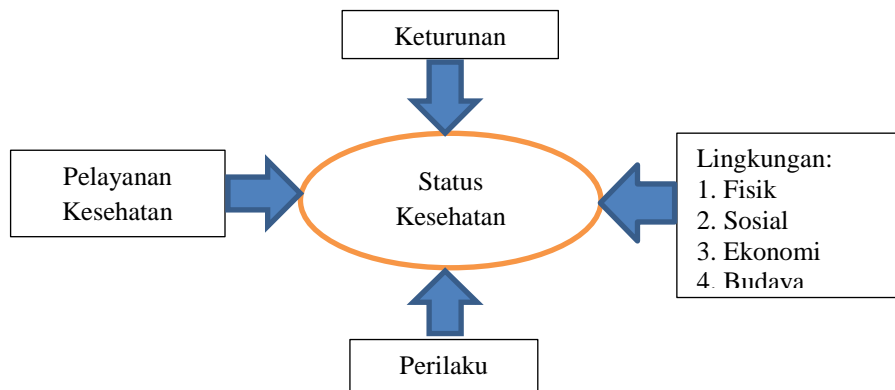 Keturunan
Pelayanan
Kesehatan
Status
Kesehatan
Lingkungan:
1. Fisik
2. Sosial
3. Ekonomi
4. Budaya
Perilaku